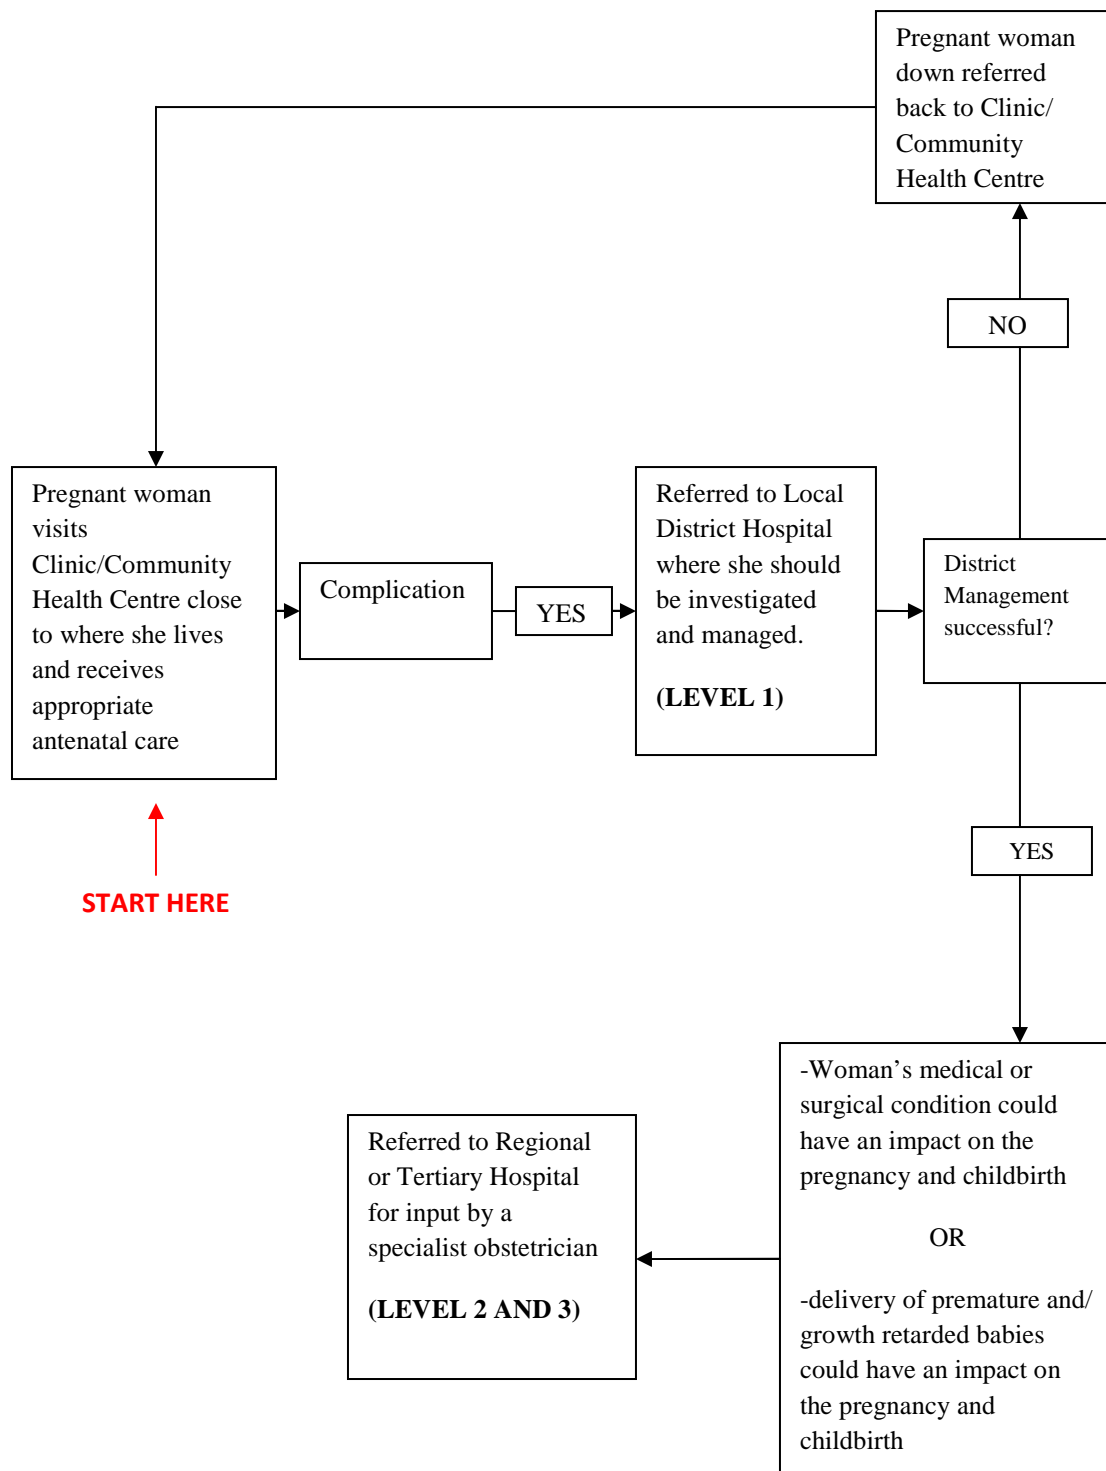 Pregnant woman
down referred
back to Clinic/
Community
Health Centre
NO
Pregnant woman
visits
Clinic/Community
Health Centre close
to where she lives
and receives
appropriate
antenatal care
Complication
YES
Referred to Local
District Hospital
where she should
be investigated
and managed.
(LEVEL 1)
District
Management
successful?
START HERE
YES
-Woman’s medical or
surgical condition could
have an impact on the
pregnancy and childbirth
OR
-delivery of premature and/
growth retarded babies
could have an impact on
the pregnancy and
childbirth
Referred to Regional
or Tertiary Hospital
for input by a
specialist obstetrician
(LEVEL 2 AND 3)